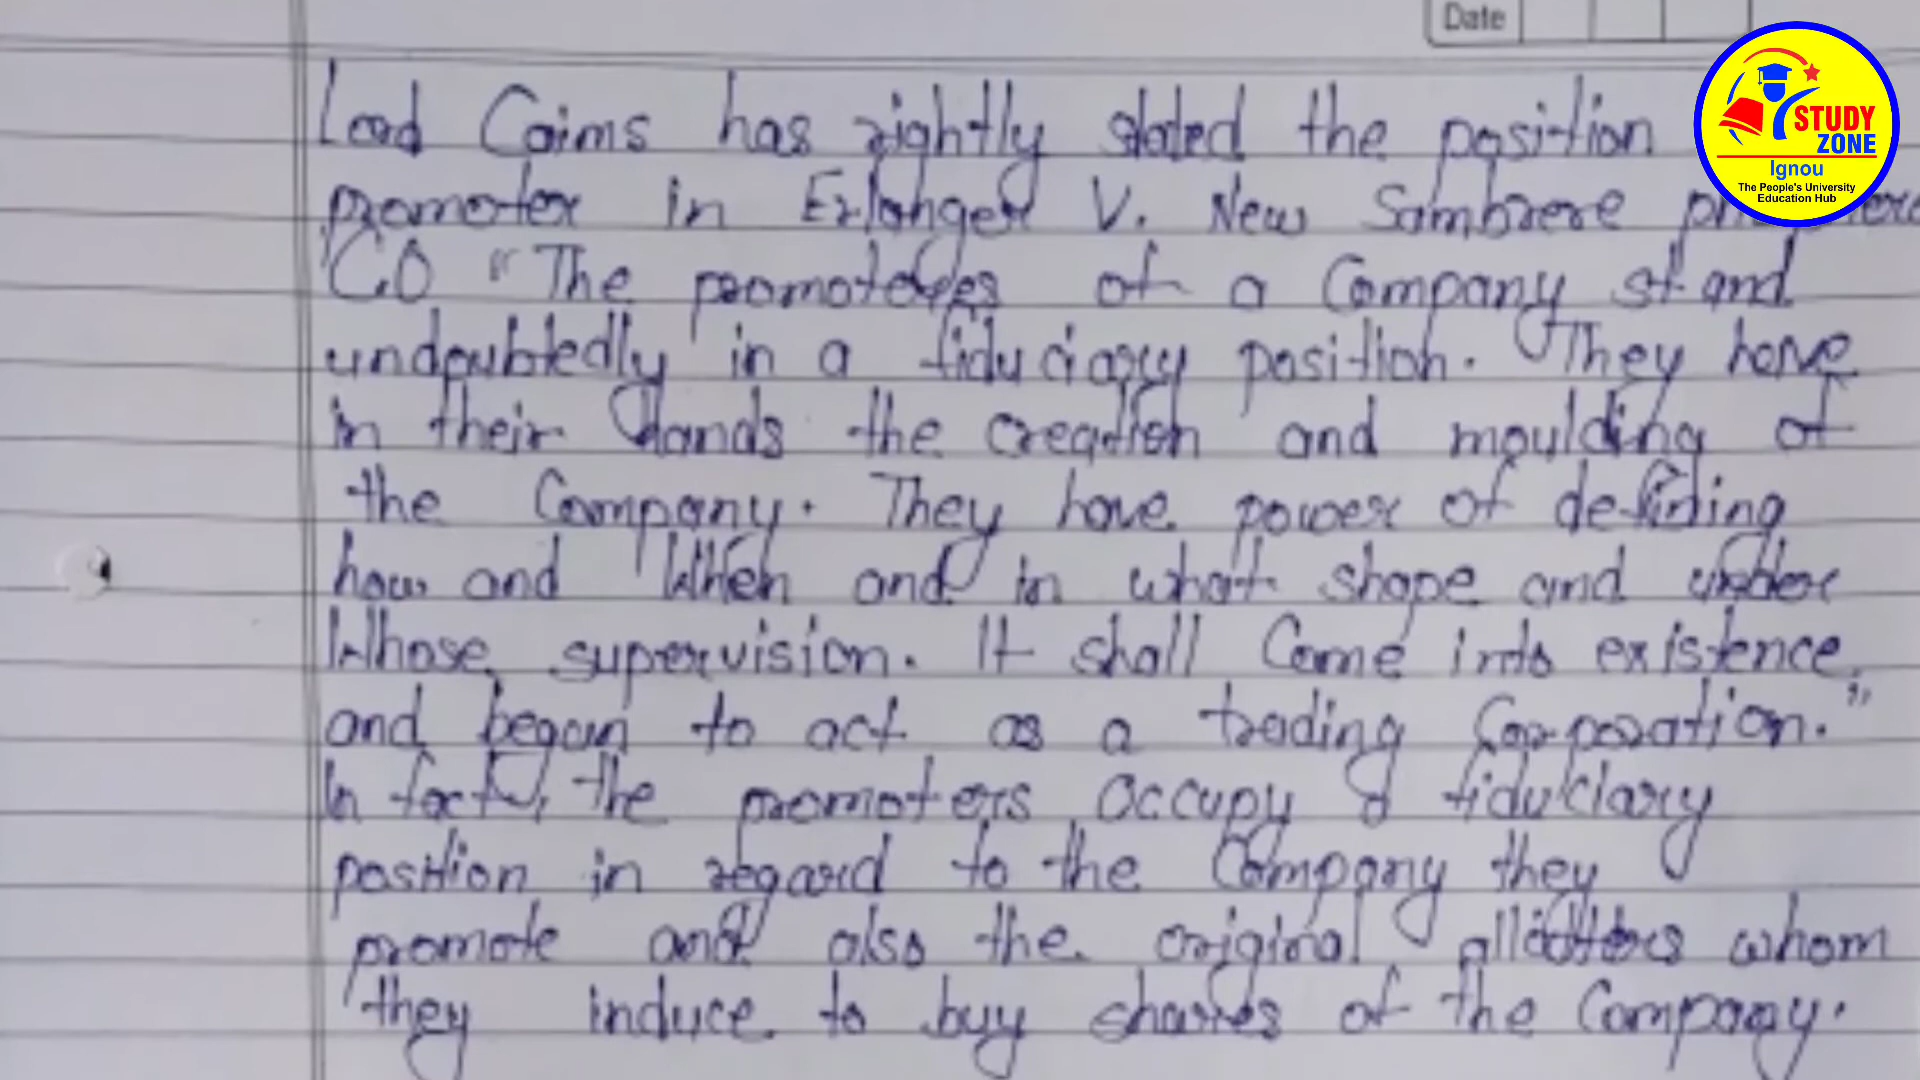 Date
Lord Cairns has rightly stated the position
promoter in Erlanger V. New Sombrere
CO "The promoters of a Company stand
undoubtedly in a fiduciary position. They have
in their Hands the creation and moulding of
the Company. They have power of defining
how and When and in what shape and under
Whose supervision. It shall Come into existence
and began to act as a trading Corporation."
In fact, the promoters occupy a fiduciary
position in regard to the Company they
promote and also the original allotters whom
they induce to buy shares of the Company.
STUDY
ZONE
Ignou
The People's University
Education Hub